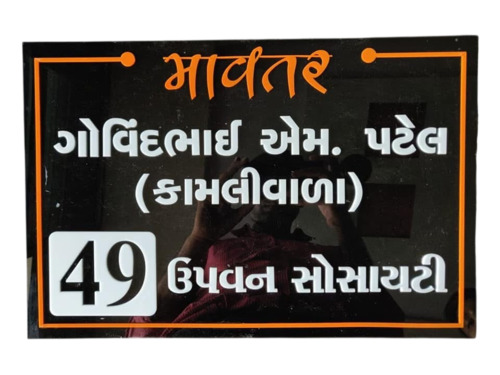 માવતર
ગોવિંદભાઈ એમ. પટેલ
(કામલીવાળા)
49 ઉપવન સોસાયટી